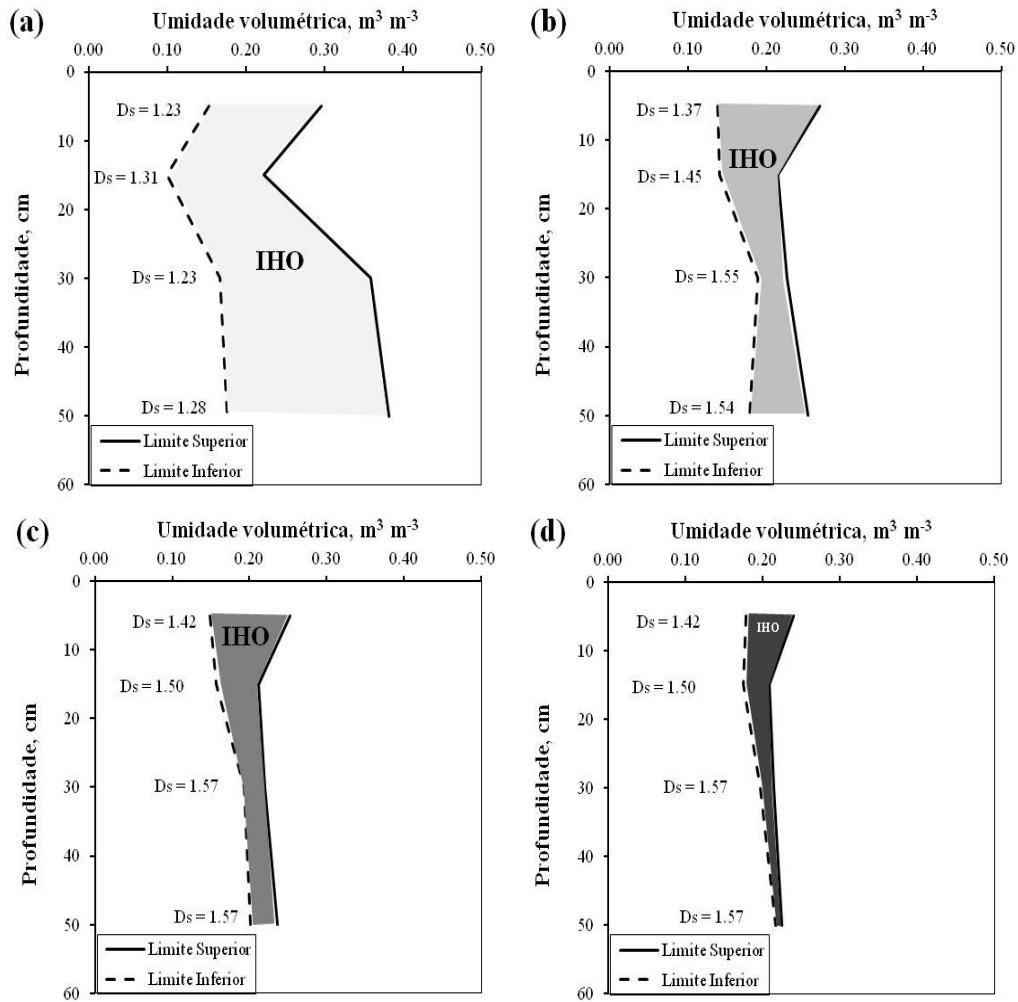 (a)
Umidade volumétrica, m³ m⁻³
0.00 0.10 0.20 0.30 0.40 0.50
0
Ds = 1.23
10
Ds = 1.31
20
IHO
Ds = 1.23
30
40
Ds = 1.28
50
Limite Superior
Limite Inferior
60
Profundidade, cm
(b)
Umidade volumétrica, m³ m⁻³
0.00 0.10 0.20 0.30 0.40 0.50
0
Ds = 1.37
10
IHO
Ds = 1.45
20
Ds = 1.55
30
40
Ds = 1.54
50
Limite Superior
Limite Inferior
60
Profundidade, cm
(c)
Umidade volumétrica, m³ m⁻³
0.00 0.10 0.20 0.30 0.40 0.50
0
Ds = 1.42
IHO
10
Ds = 1.50
20
Ds = 1.57
30
40
Ds = 1.57
50
Limite Superior
Limite Inferior
60
Profundidade, cm
(d)
Umidade volumétrica, m³ m⁻³
0.00 0.10 0.20 0.30 0.40 0.50
0
Ds = 1.42
IHO
10
Ds = 1.50
20
Ds = 1.57
30
40
Ds = 1.57
50
Limite Superior
Limite Inferior
60
Profundidade, cm